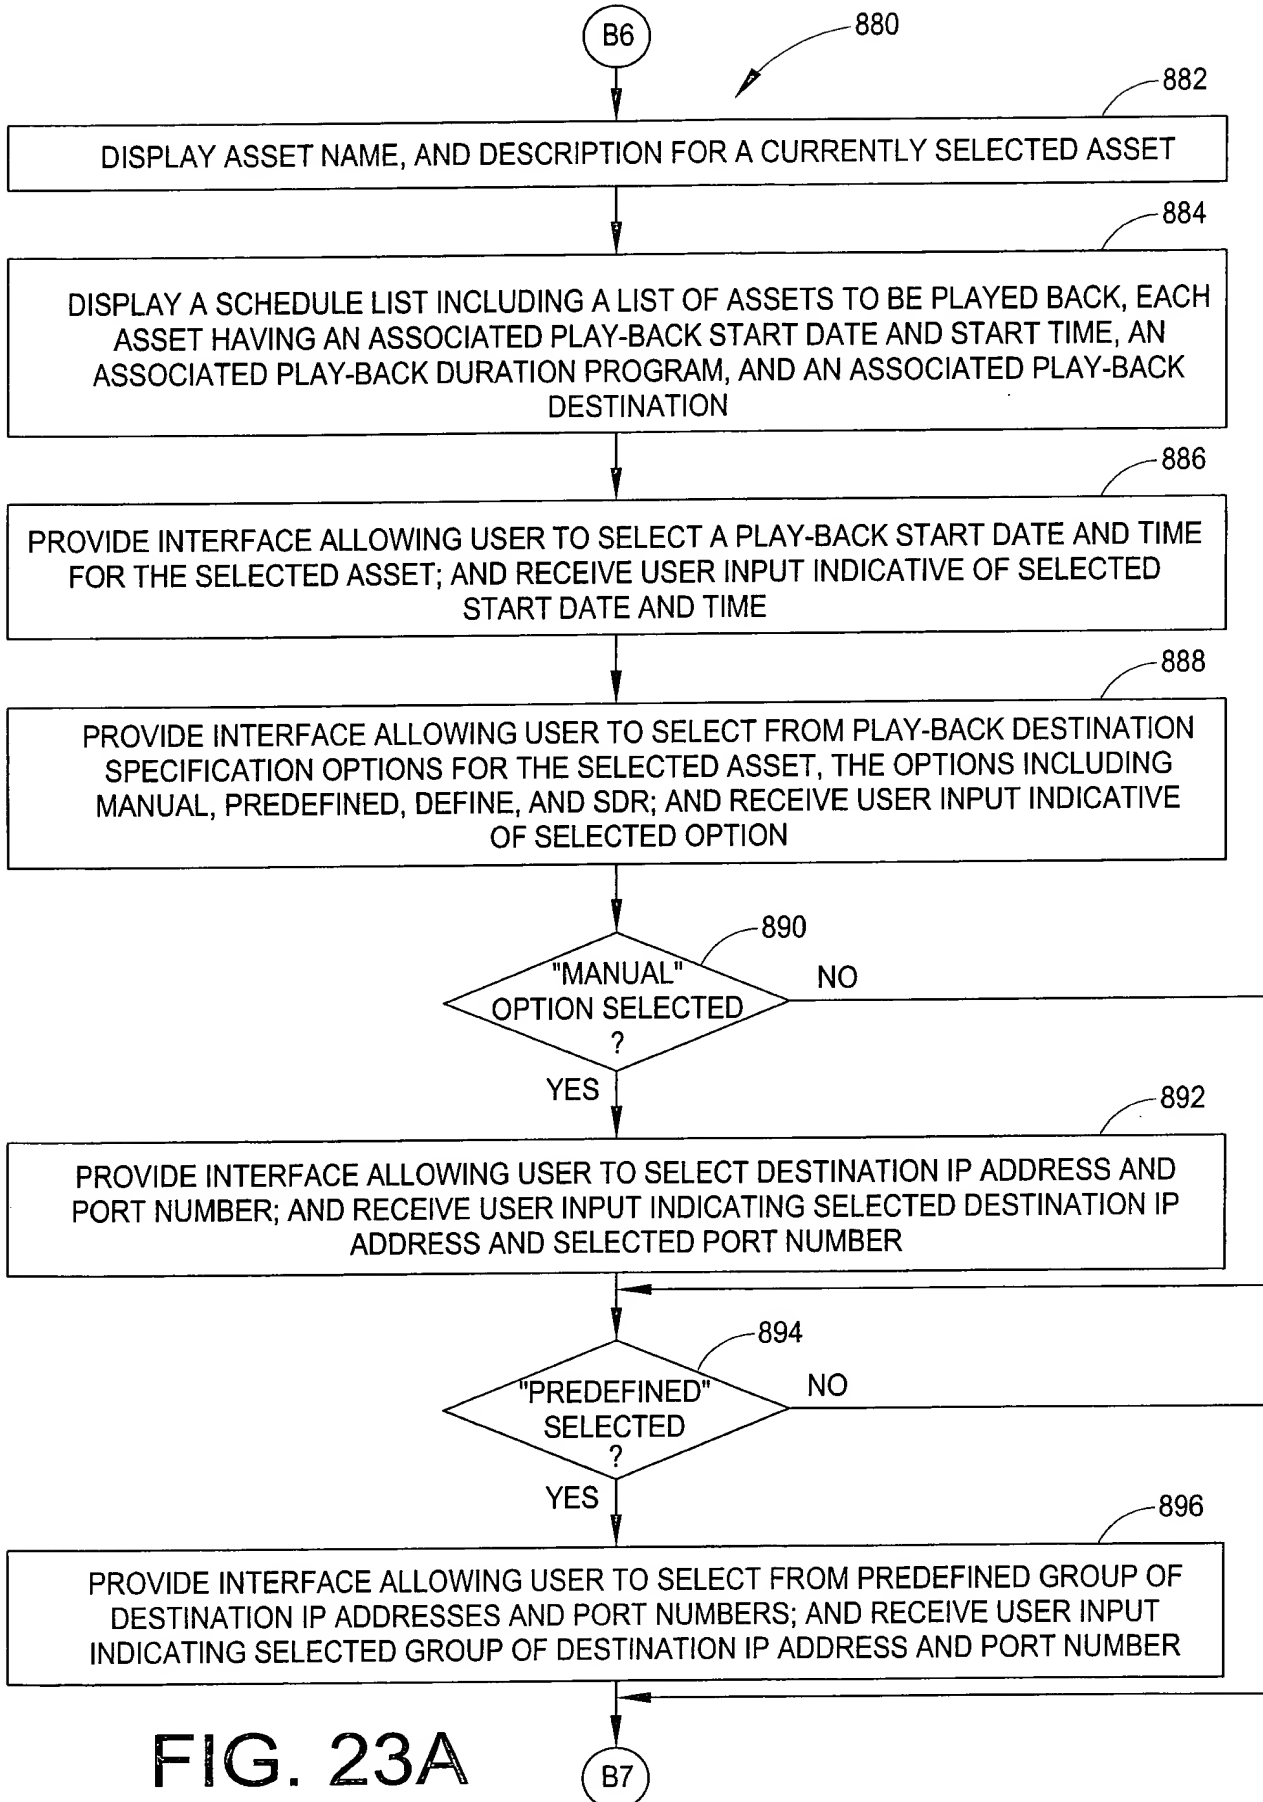 B6
880
882
DISPLAY ASSET NAME, AND DESCRIPTION FOR A CURRENTLY SELECTED ASSET
884
DISPLAY A SCHEDULE LIST INCLUDING A LIST OF ASSETS TO BE PLAYED BACK, EACH
ASSET HAVING AN ASSOCIATED PLAY-BACK START DATE AND START TIME, AN
ASSOCIATED PLAY-BACK DURATION PROGRAM, AND AN ASSOCIATED PLAY-BACK
DESTINATION
886
PROVIDE INTERFACE ALLOWING USER TO SELECT A PLAY-BACK START DATE AND TIME
FOR THE SELECTED ASSET; AND RECEIVE USER INPUT INDICATIVE OF SELECTED
START DATE AND TIME
888
PROVIDE INTERFACE ALLOWING USER TO SELECT FROM PLAY-BACK DESTINATION
SPECIFICATION OPTIONS FOR THE SELECTED ASSET, THE OPTIONS INCLUDING
MANUAL, PREDEFINED, DEFINE, AND SDR; AND RECEIVE USER INPUT INDICATIVE
OF SELECTED OPTION
890
"MANUAL"
OPTION SELECTED
?
NO
YES
892
PROVIDE INTERFACE ALLOWING USER TO SELECT DESTINATION IP ADDRESS AND
PORT NUMBER; AND RECEIVE USER INPUT INDICATING SELECTED DESTINATION IP
ADDRESS AND SELECTED PORT NUMBER
894
"PREDEFINED"
SELECTED
?
NO
YES
896
PROVIDE INTERFACE ALLOWING USER TO SELECT FROM PREDEFINED GROUP OF
DESTINATION IP ADDRESSES AND PORT NUMBERS; AND RECEIVE USER INPUT
INDICATING SELECTED GROUP OF DESTINATION IP ADDRESS AND PORT NUMBER
FIG. 23A
B7